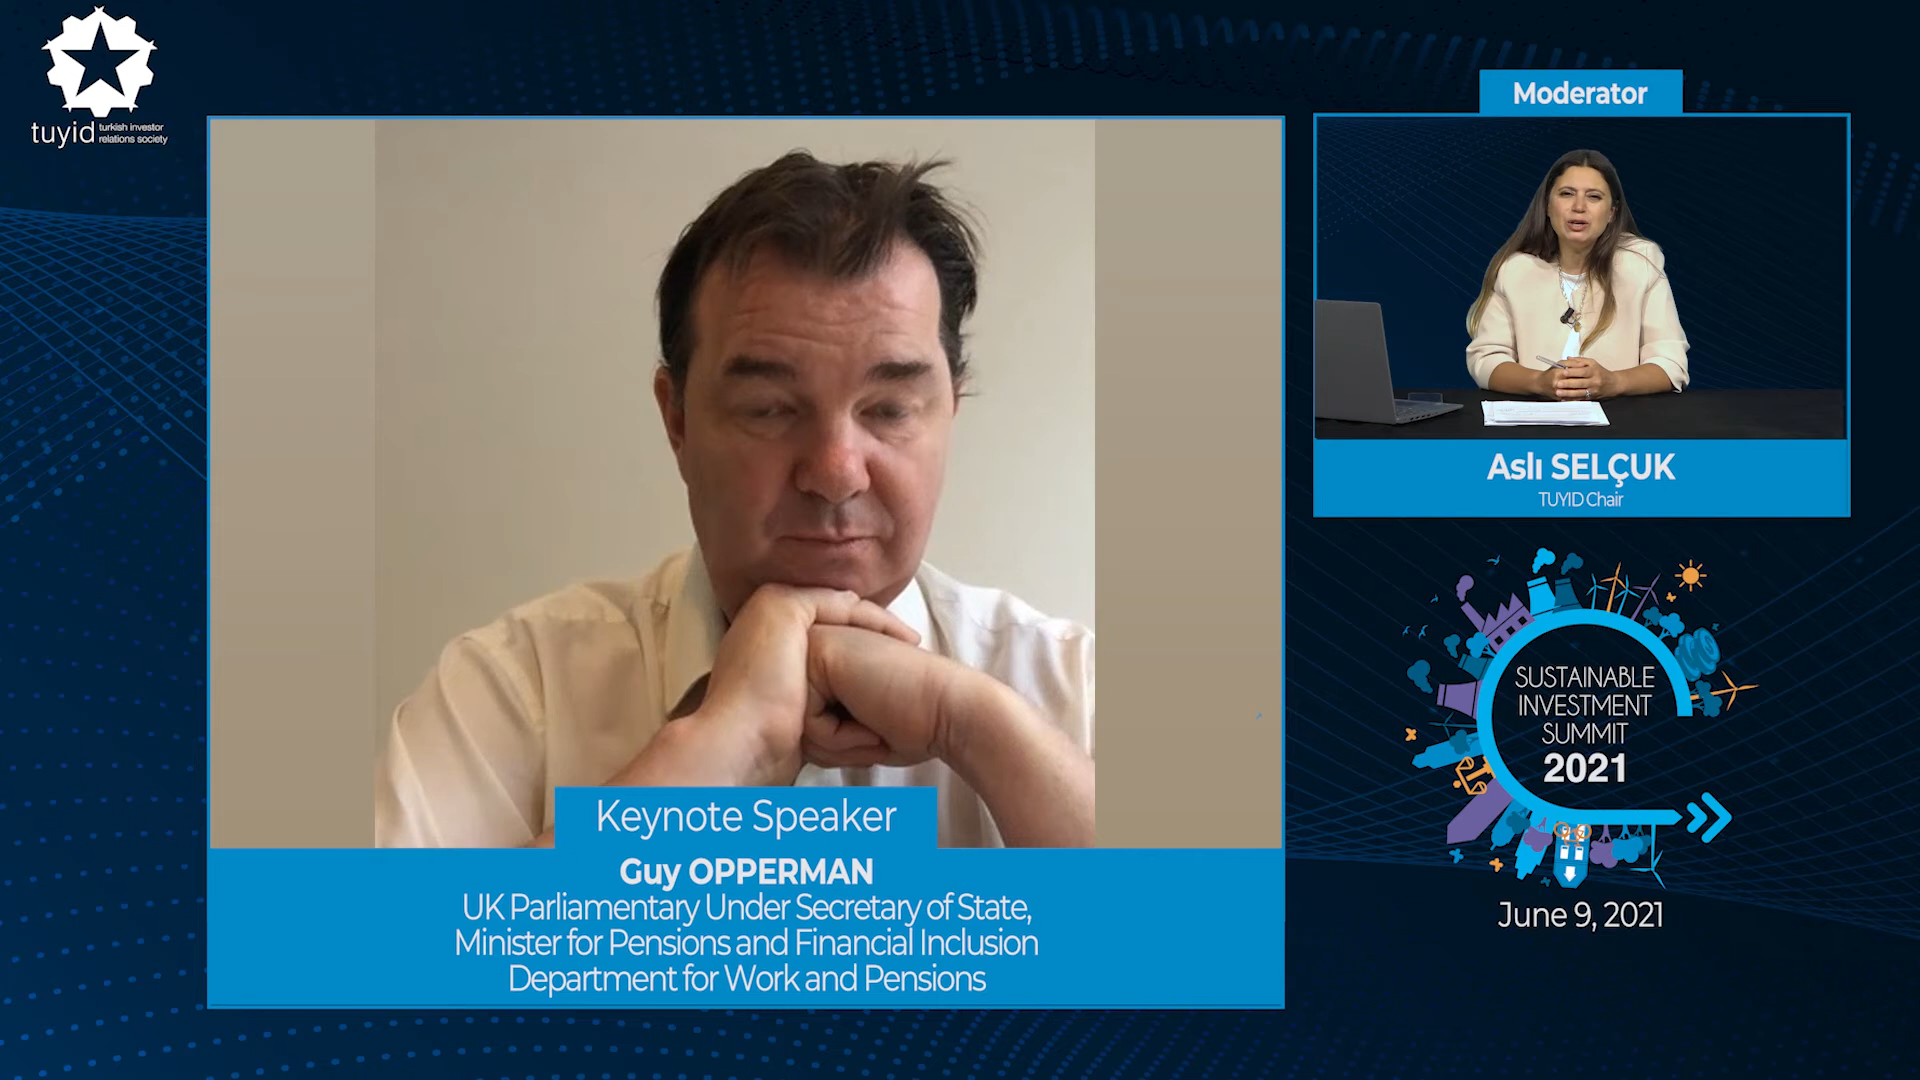 tuyid
turkish investor
relations society
Moderator
Aslı SELÇUK
TUYID Chair
Keynote Speaker
Guy OPPERMAN
UK Parliamentary Under Secretary of State,
Minister for Pensions and Financial Inclusion
Department for Work and Pensions
SUSTAINABLE
INVESTMENT
SUMMIT
2021
June 9, 2021